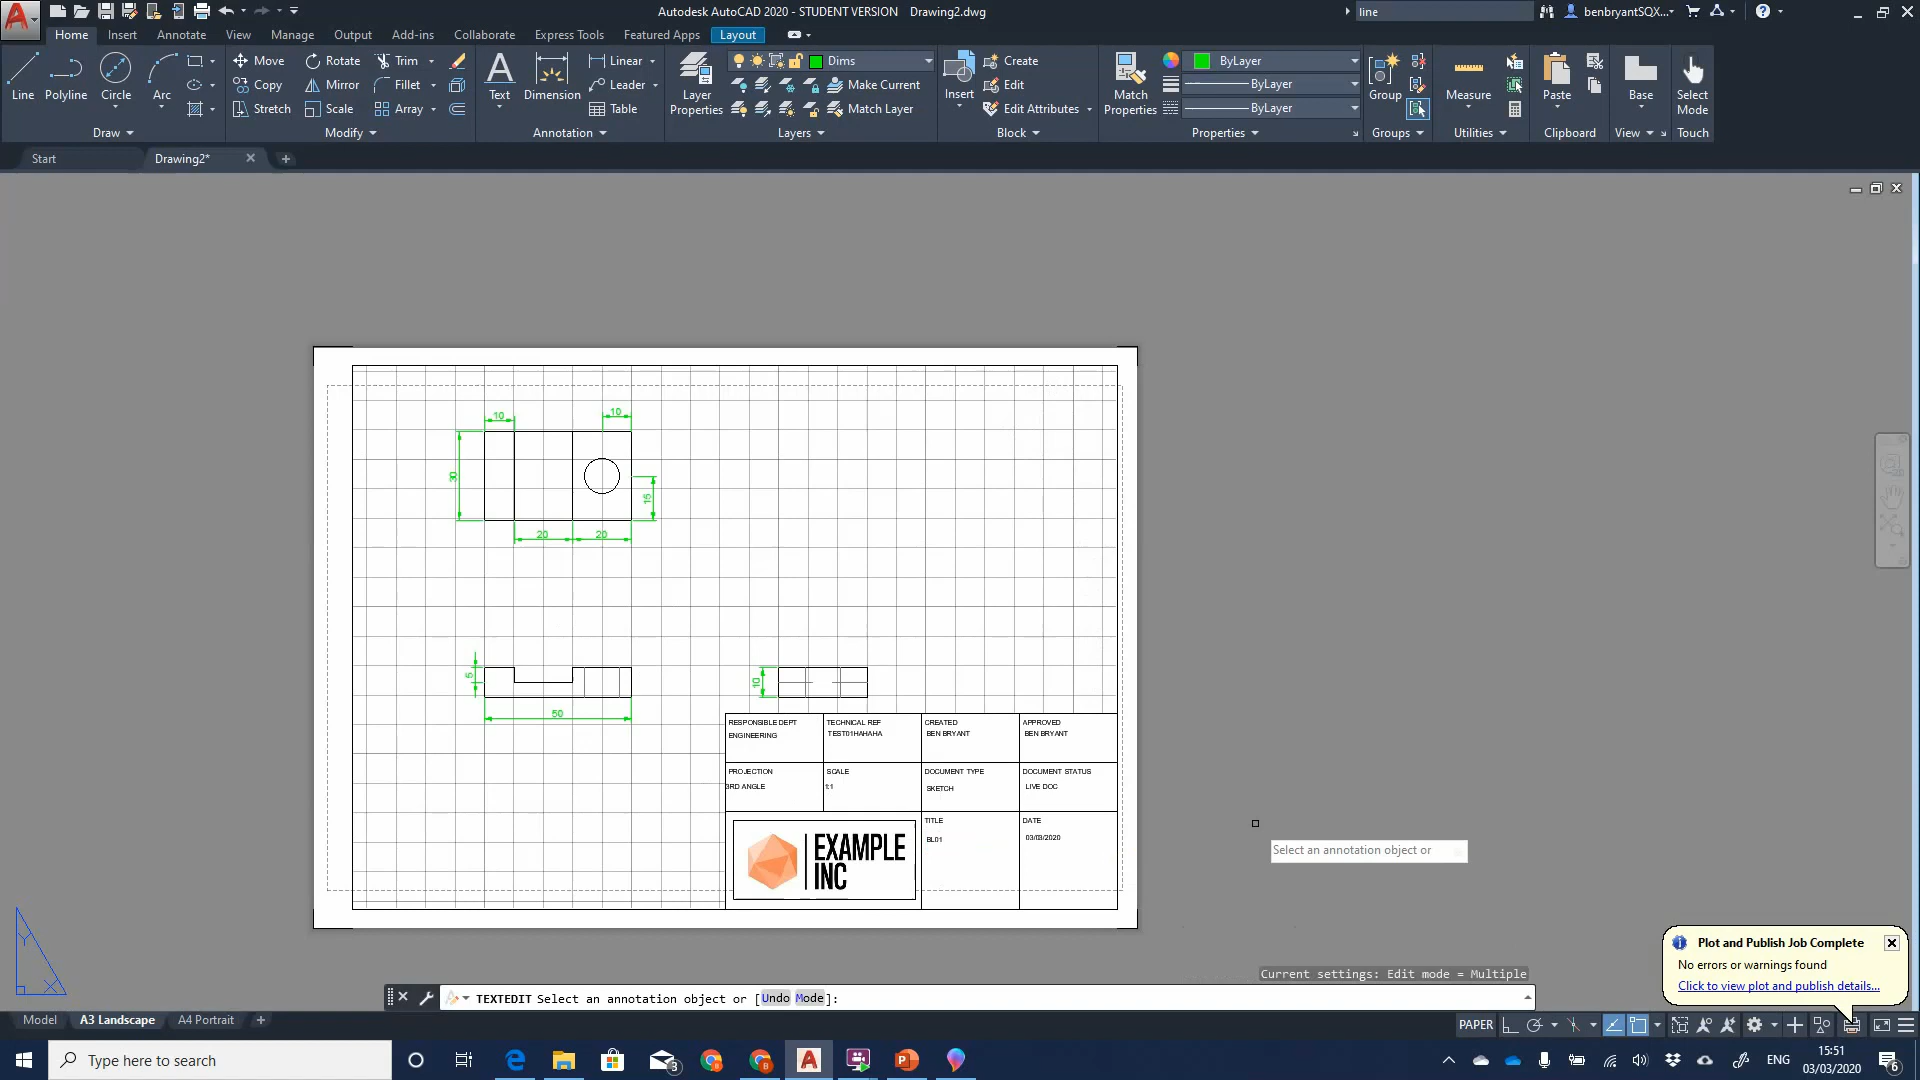 Autodesk AutoCAD 2020 - STUDENT VERSION Drawing2.dwg
line
benbryantSQX...
Home Insert Annotate View Manage Output Add-ins Collaborate Express Tools Featured Apps Layout
Line
Polyline
Circle
Arc
Draw
Move Rotate Trim
Copy Mirror Fillet
Stretch Scale Array
Modify
Text
Dimension
Linear
Leader
Table
Annotation
Layer
Properties
Dims
Make Current
Match Layer
Layers
Insert
Create
Edit
Edit Attributes
Block
Match
Properties
ByLayer
ByLayer
ByLayer
Properties
Group
Groups
Measure
Utilities
Paste
Clipboard
Base
View
Select
Mode
Touch
Start
Drawing2*
10
10
30
15
20
20
5
50
10
RESPONSIBLE DEPT
ENGINEERING
TECHNICAL REF
TEST01HAHAHA
CREATED
BEN BRYANT
APPROVED
BEN BRYANT
PROJECTION
3RD ANGLE
SCALE
1:1
DOCUMENT TYPE
SKETCH
DOCUMENT STATUS
LIVE DOC
EXAMPLE
INC
TITLE
BL01
DATE
03/03/2020
Select an annotation object or
Y
X
Current settings: Edit mode = Multiple
TEXTEDIT Select an annotation object or [Undo Mode]:
Plot and Publish Job Complete
No errors or warnings found
Click to view plot and publish details...
Model A3 Landscape A4 Portrait
PAPER
Type here to search
3
ENG
15:51
03/03/2020
6